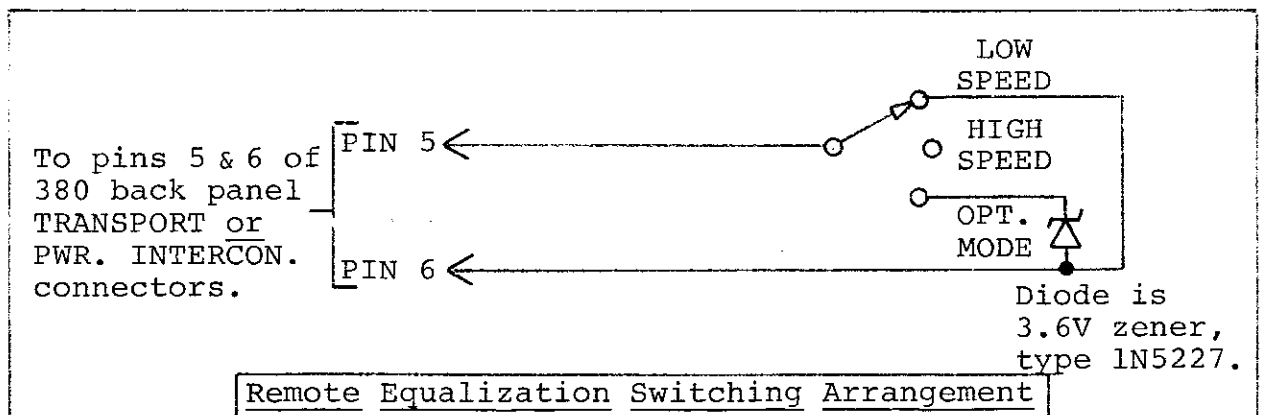 LOW
SPEED
HIGH
SPEED
OPT.
MODE
PIN 5
PIN 6
To pins 5 & 6 of
380 back panel
TRANSPORT or
PWR. INTERCON.
connectors.
Diode is
3.6V zener,
type 1N5227.
Remote Equalization Switching Arrangement